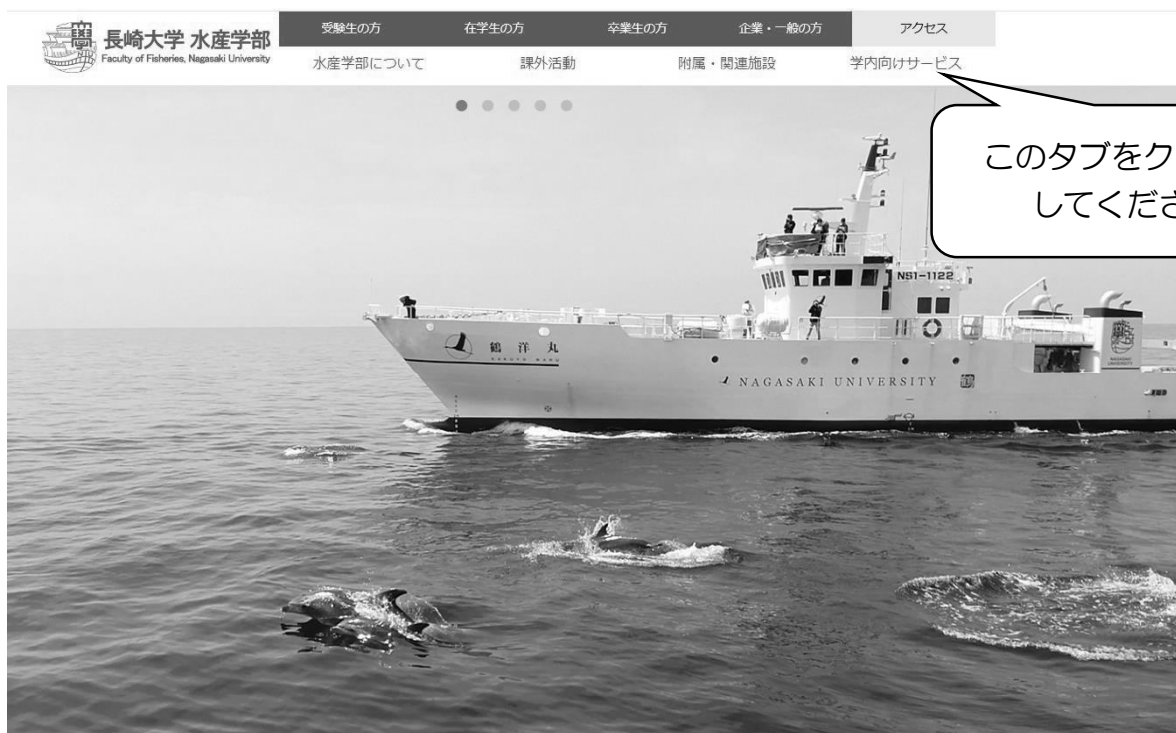 長崎大学 水産学部
Faculty of Fisheries, Nagasaki University
受験生の方 在学生の方 卒業生の方 企業・一般の方 アクセス
水産学部について 課外活動 附属・関連施設 学内向けサービス
このタブをク
してくださ
NS1-1122
鶴洋丸
KAKUYO MARU
NAGASAKI UNIVERSITY
NAGASAKI
UNIVERSITY